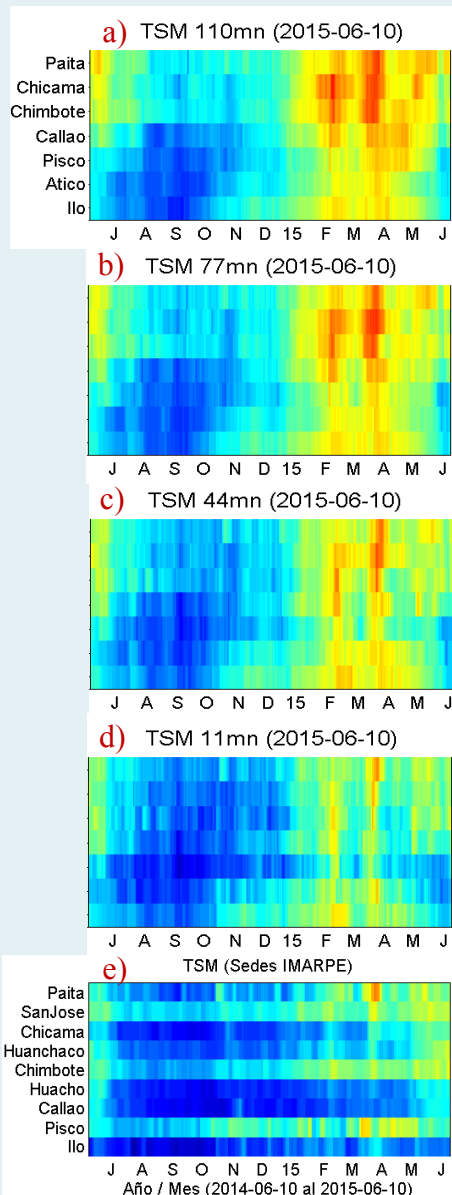 a) TSM 110mn (2015-06-10)
Paita
Chicama
Chimbote
Callao
Pisco
Atico
Ilo
J A S O N D 15 F M A M J
b) TSM 77mn (2015-06-10)
J A S O N D 15 F M A M J
c) TSM 44mn (2015-06-10)
J A S O N D 15 F M A M J
d) TSM 11mn (2015-06-10)
J A S O N D 15 F M A M J
e) TSM (Sedes IMARPE)
Paita
SanJose
Chicama
Huanchaco
Chimbote
Huacho
Callao
Pisco
Ilo
J A S O N D 15 F M A M J
Año / Mes (2014-06-10 al 2015-06-10)